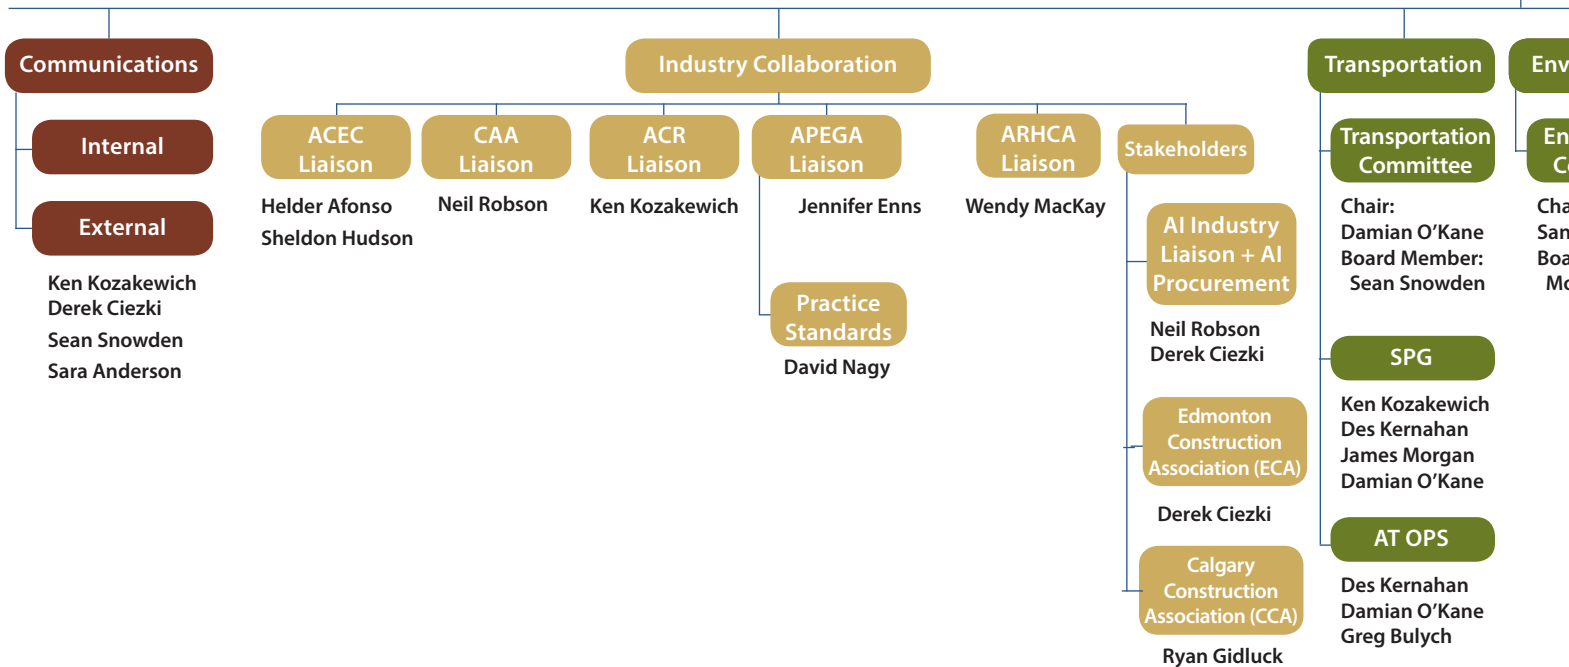 Communications
Internal
External
Ken Kozakewich
Derek Ciezki
Sean Snowden
Sara Anderson
Industry Collaboration
ACEC
Liaison
Helder Afonso
Sheldon Hudson
CAA
Liaison
Neil Robson
ACR
Liaison
Ken Kozakewich
APEGA
Liaison
Jennifer Enns
Practice
Standards
David Nagy
ARHCA
Liaison
Wendy MacKay
Stakeholders
AI Industry
Liaison + AI
Procurement
Neil Robson
Derek Ciezki
Edmonton
Construction
Association (ECA)
Derek Ciezki
Calgary
Construction
Association (CCA)
Ryan Gidluck
Transportation
Transportation
Committee
Chair:
Damian O’Kane
Board Member:
Sean Snowden
SPG
Ken Kozakewich
Des Kernahan
James Morgan
Damian O’Kane
AT OPS
Des Kernahan
Damian O’Kane
Greg Bulych